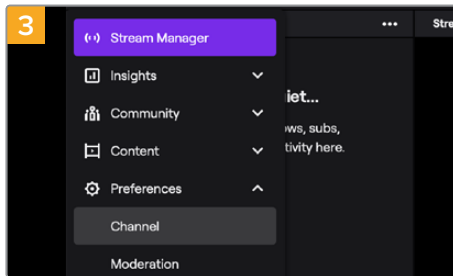 3
Stream Manager
Stre
Insights
iet...
Community
ows, subs,
Content
tivity here.
Preferences
Channel
Moderation